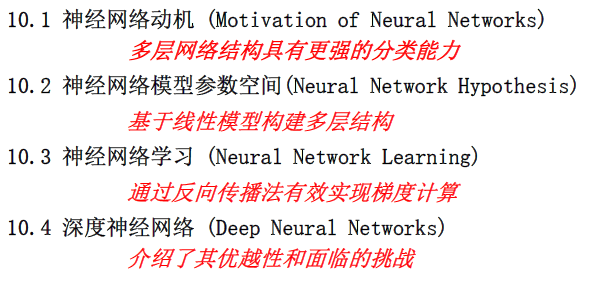 10.1 神经网络动机 (Motivation of Neural Networks)
多层网络结构具有更强的分类能力
10.2 神经网络模型参数空间(Neural Network Hypothesis)
基于线性模型构建多层结构
10.3 神经网络学习 (Neural Network Learning)
通过反向传播法有效实现梯度计算
10.4 深度神经网络 (Deep Neural Networks)
介绍了其优越性和面临的挑战